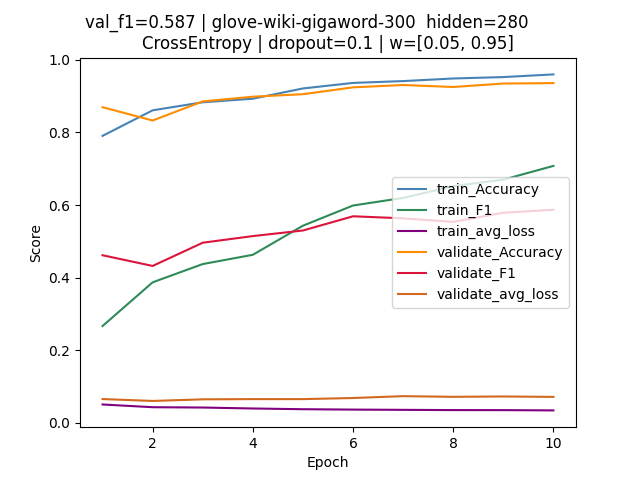 val_f1=0.587 | glove-wiki-gigaword-300  hidden=280
CrossEntropy | dropout=0.1 | w=[0.05, 0.95]
1.0
0.8
0.6
0.4
0.2
0.0
Score
train_Accuracy
train_F1
train_avg_loss
validate_Accuracy
validate_F1
validate_avg_loss
2 4 6 8 10
Epoch